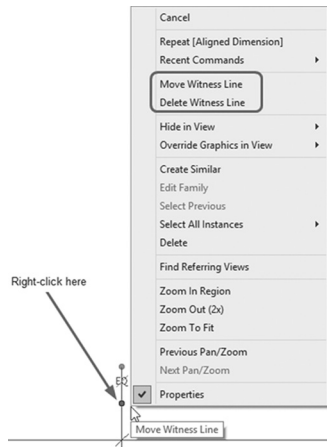 Cancel
Repeat [Aligned Dimension]
Recent Commands
Move Witness Line
Delete Witness Line
Hide in View
Override Graphics in View
Create Similar
Edit Family
Select Previous
Select All Instances
Delete
Find Referring Views
Zoom In Region
Zoom Out (2x)
Zoom To Fit
Previous Pan/Zoom
Next Pan/Zoom
Properties
Right-click here
EQ
Move Witness Line